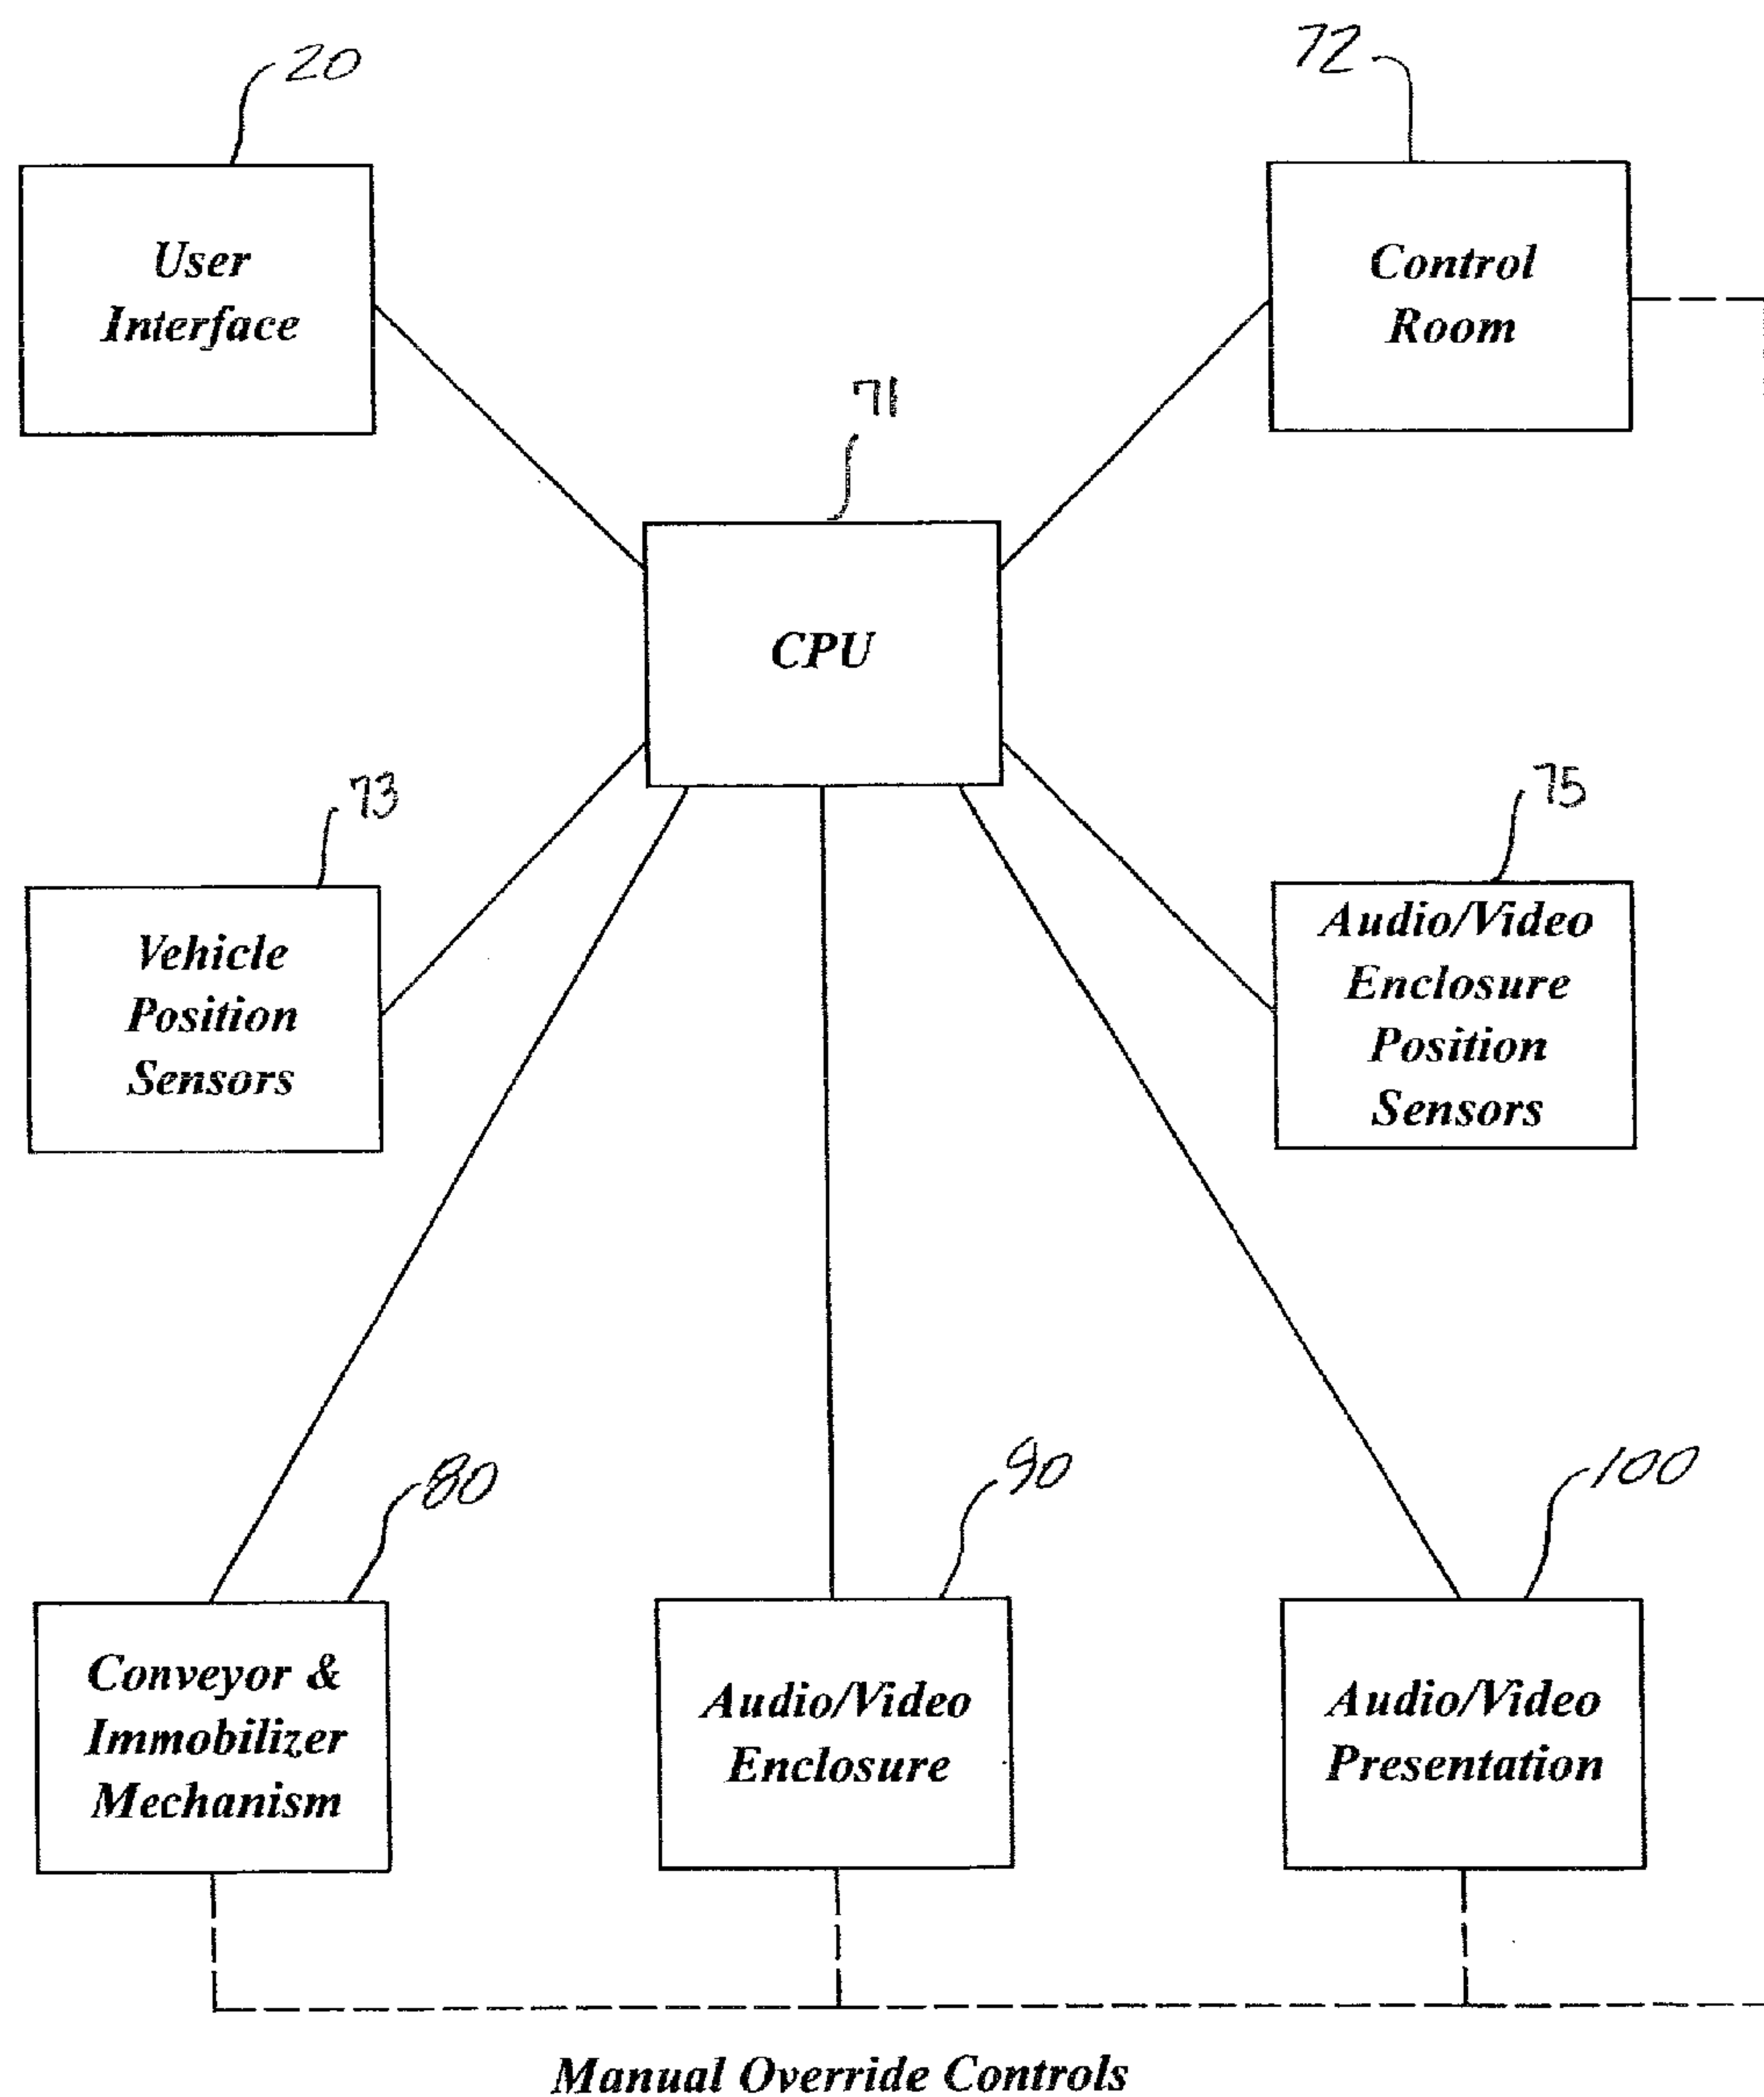 20
72
User
Interface
Control
Room
71
CPU
73
75
Vehicle
Position
Sensors
Audio/Video
Enclosure
Position
Sensors
80
90
100
Conveyor &
Immobilizer
Mechanism
Audio/Video
Enclosure
Audio/Video
Presentation
Manual Override Controls